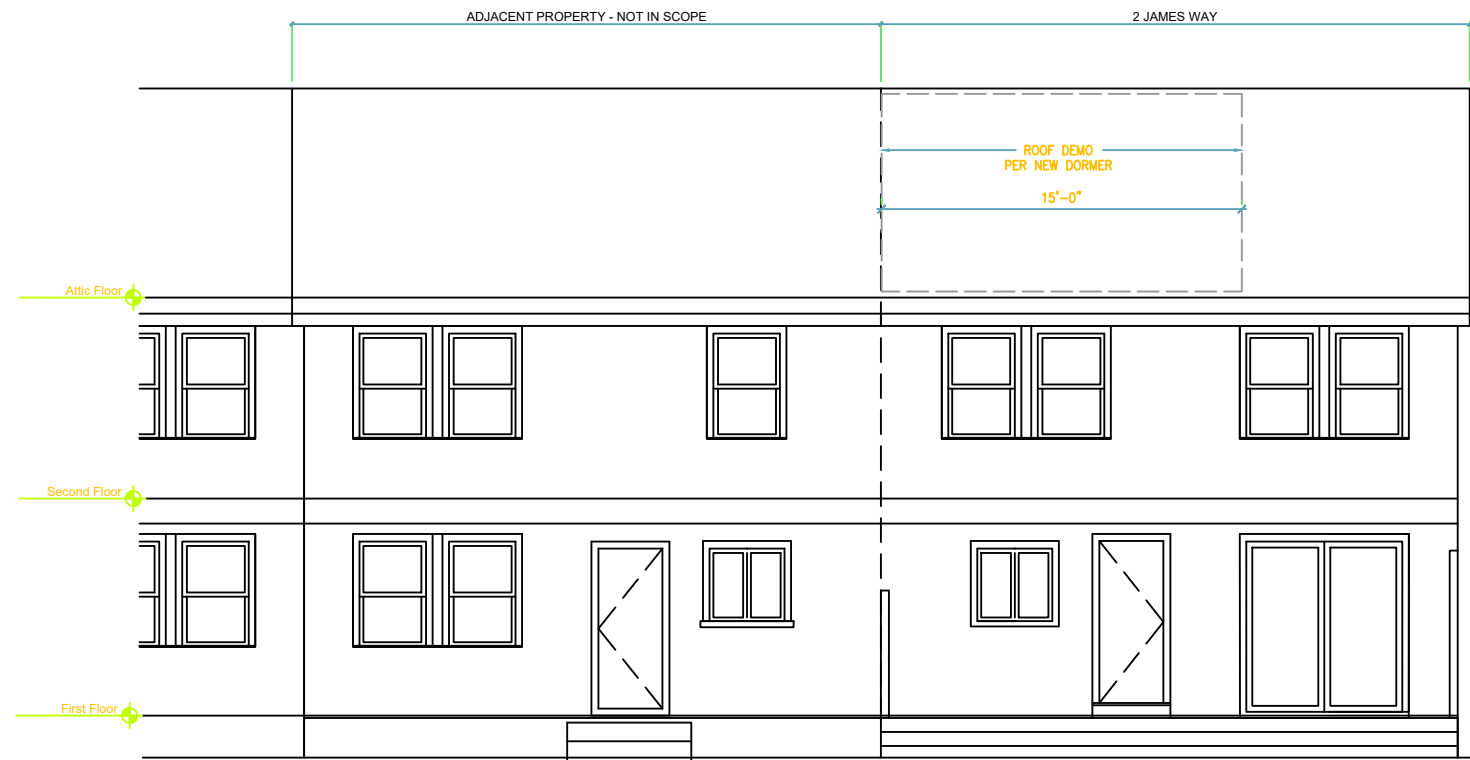 ADJACENT PROPERTY - NOT IN SCOPE
2 JAMES WAY
ROOF DEMO
PER NEW DORMER
15'-0"
Attic Floor
Second Floor
First Floor